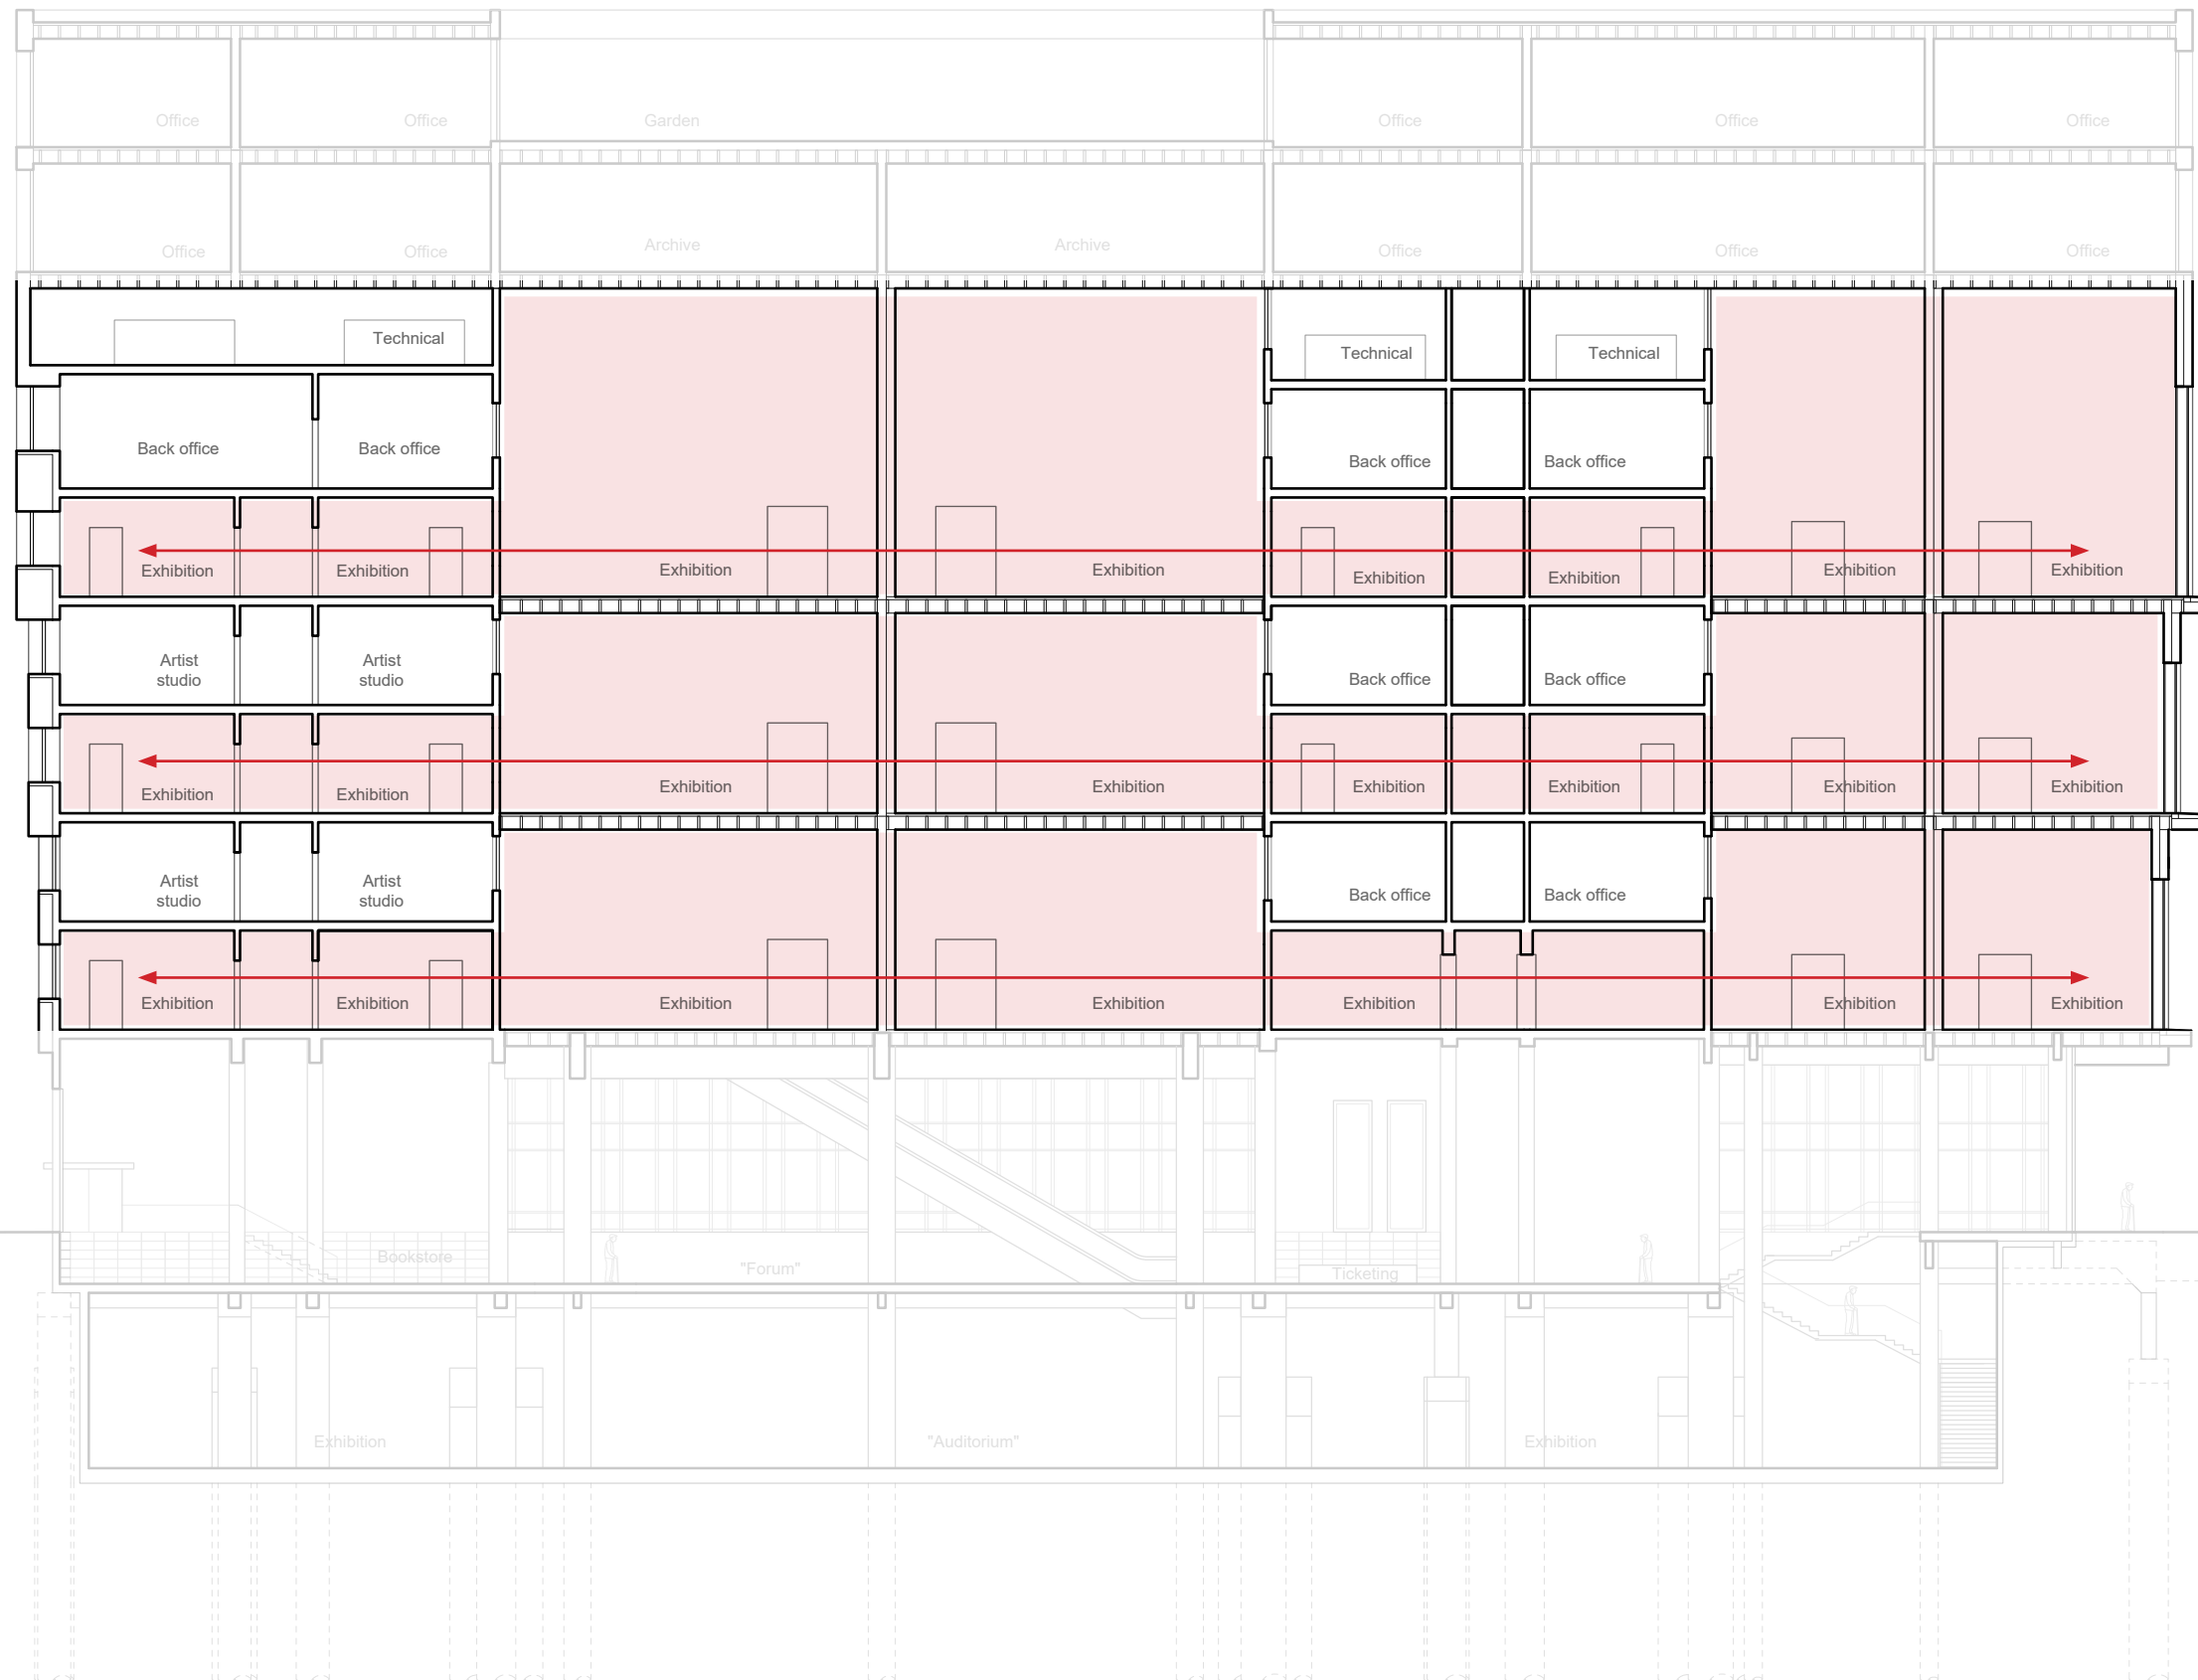 Office Office Garden Office Office Office
Office Office Archive Archive Office Office Office
Technical Technical Technical
Back office Back office Back office Back office
Exhibition Exhibition Exhibition Exhibition Exhibition Exhibition Exhibition Exhibition
Artist Artist
studio studio Back office Back office
Exhibition Exhibition Exhibition Exhibition Exhibition Exhibition Exhibition Exhibition
Artist Artist
studio studio Back office Back office
Exhibition Exhibition Exhibition Exhibition Exhibition Exhibition Exhibition
Bookstore "Forum" Ticketing
Exhibition "Auditorium" Exhibition